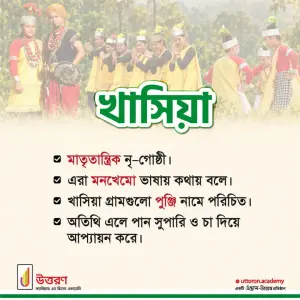 খাসিয়া
মাতৃতান্ত্রিক নৃ-গোষ্ঠী।
এরা মনখেমো ভাষায় কথায় বলে।
খাসিয়া গ্রামগুলো পুঞ্জি নামে পরিচিত।
অতিথি এলে পান সুপারি ও চা দিয়ে
আপ্যায়ন করে।
উত্তরণ
uttoron.academy